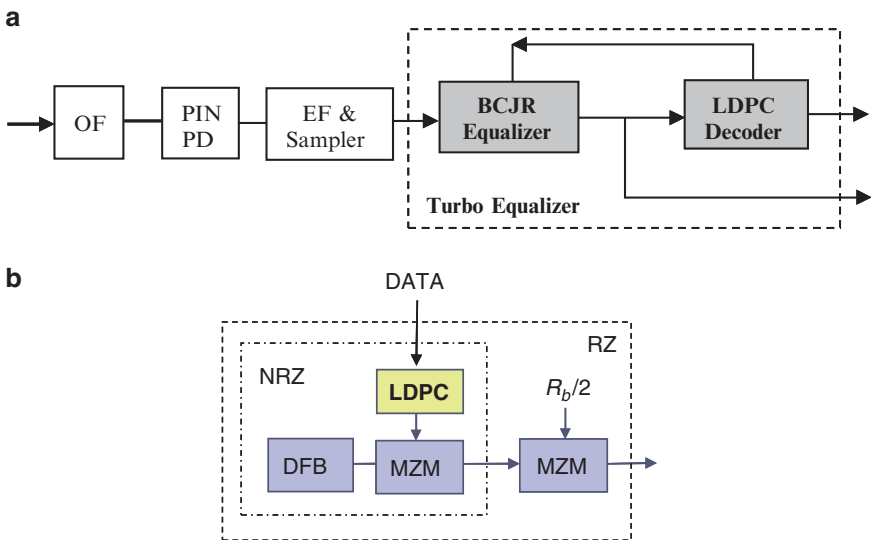 a
OF
PIN
PD
EF &
Sampler
BCJR
Equalizer
LDPC
Decoder
Turbo Equalizer
b
DATA
RZ
NRZ
LDPC
R_b/2
DFB
MZM
MZM